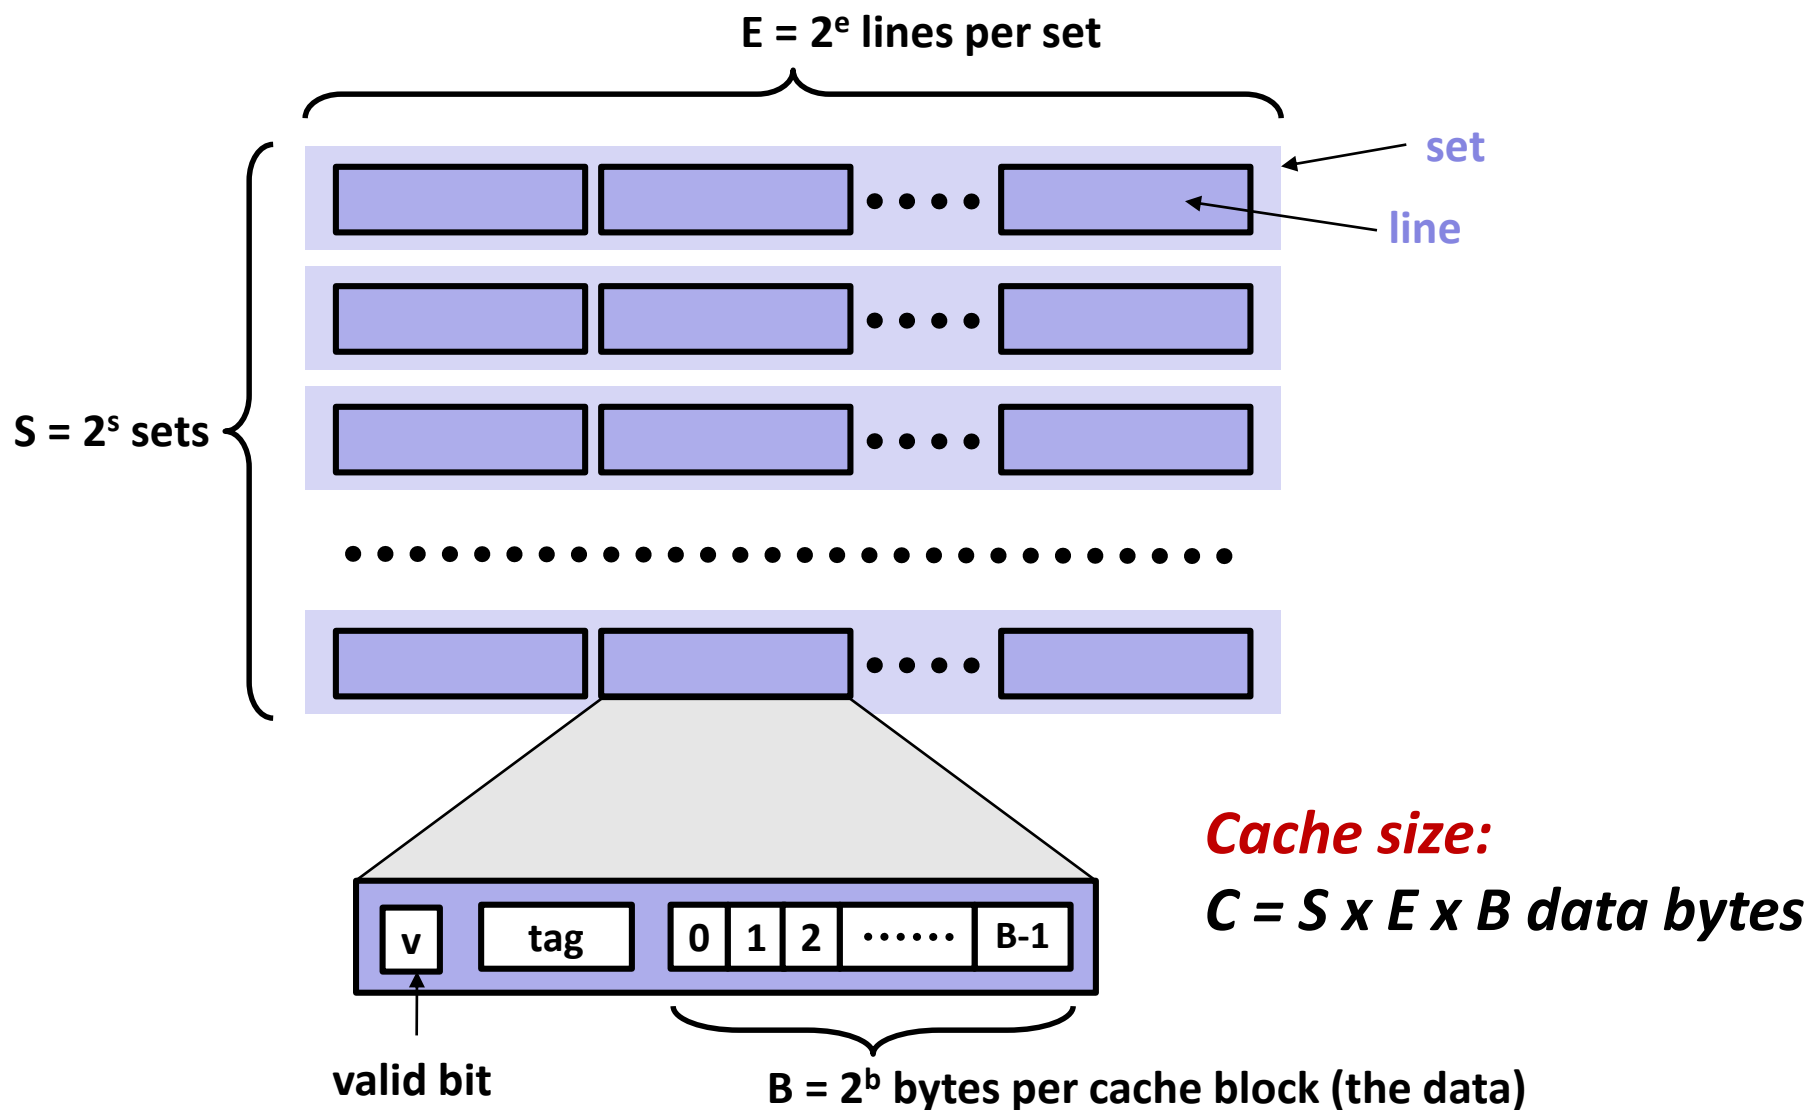 E = 2ᵉ lines per set
set
line
S = 2ˢ sets
v
tag
0
1
2
B-1
valid bit
B = 2ᵇ bytes per cache block (the data)
Cache size:
C = S x E x B data bytes